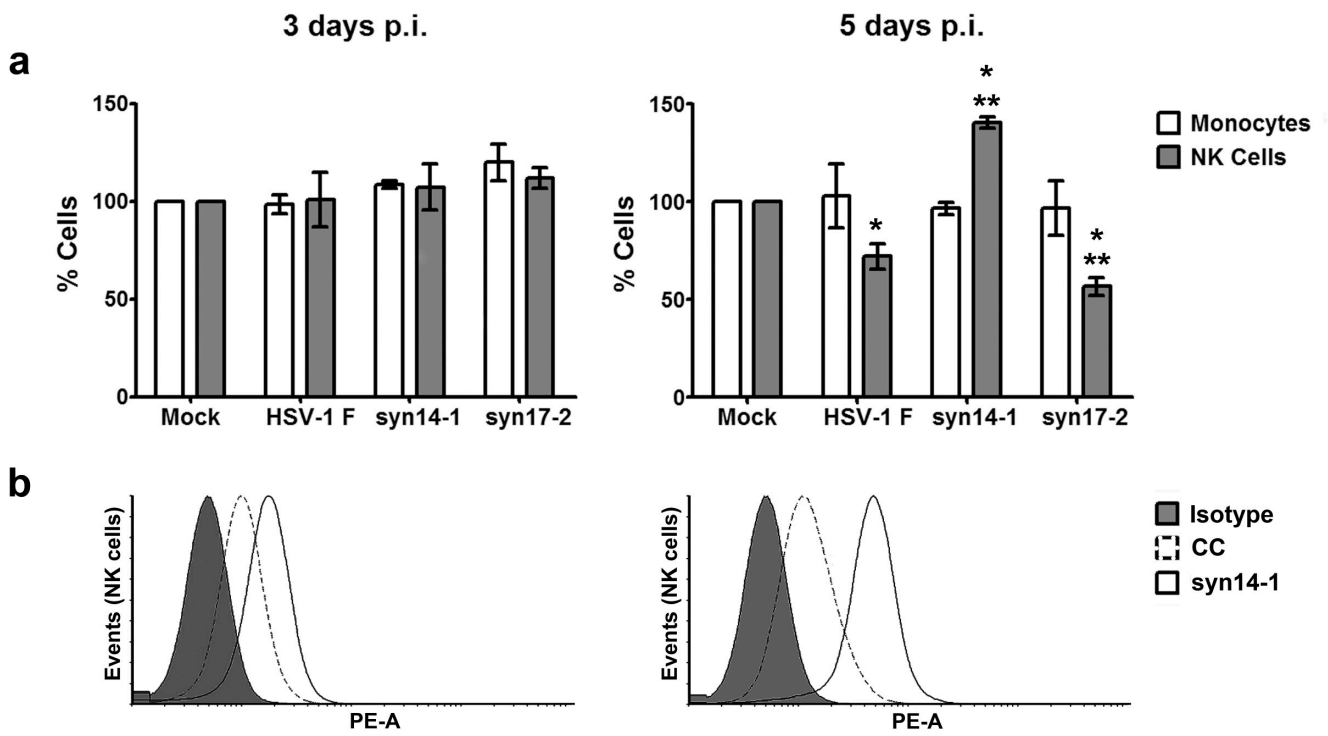 3 days p.i.
5 days p.i.
a
% Cells
150
100
50
0
Mock
HSV-1 F
syn14-1
syn17-2
% Cells
150
100
50
0
*
*
**
*
**
Mock
HSV-1 F
syn14-1
syn17-2
Monocytes
NK Cells
b
Events (NK cells)
PE-A
Events (NK cells)
PE-A
Isotype
CC
syn14-1